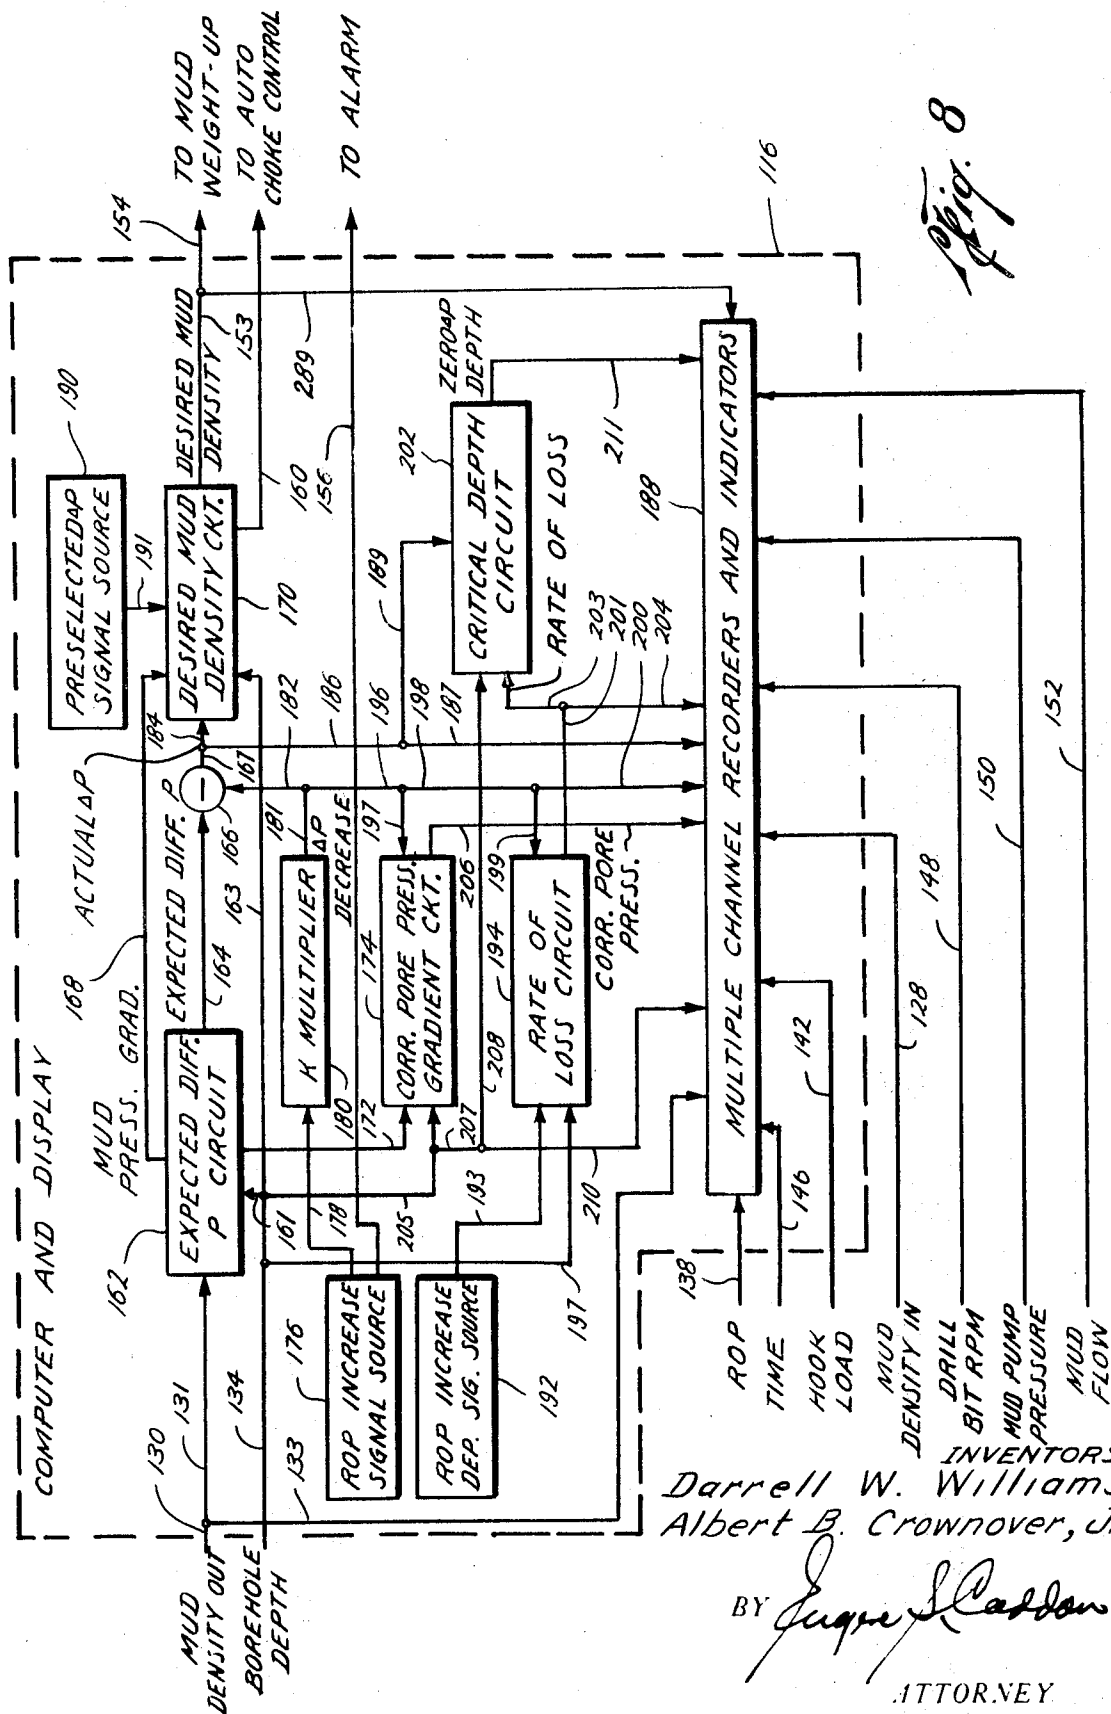 COMPUTER AND DISPLAY
MUD
DENSITY OUT
BOREHOLE
DEPTH
130
131
133
134
162
EXPECTED DIFF.
P CIRCUIT
MUD
PRESS. GRAD.
168
EXPECTED DIFF. P
164
163
161
ACTUAL ΔP
166
167
184
PRESELECTED ΔP
SIGNAL SOURCE
190
191
DESIRED MUD
DENSITY CKT.
170
DESIRED MUD
DENSITY
153
154
TO MUD
WEIGHT-UP
TO AUTO
CHOKE CONTROL
160
TO ALARM
156
289
176
ROP INCREASE
SIGNAL SOURCE
178
K MULTIPLIER
180
181
ΔP
DECREASE
182
186
172
174
CORR. PORE PRESS.
GRADIENT CKT.
197
196
198
187
189
205
207
206
ROP INCREASE
DEP. SIG. SOURCE
192
193
197
208
194
RATE OF
LOSS CIRCUIT
199
CORR. PORE
PRESS.
CRITICAL DEPTH
CIRCUIT
202
ZERO ΔP
DEPTH
RATE OF LOSS
203
201
200
204
211
210
188
MULTIPLE CHANNEL RECORDERS AND INDICATORS
116
138
146
142
128
148
150
152
ROP
TIME
HOOK
LOAD
MUD
DENSITY IN
DRILL
BIT RPM
MUD PUMP
PRESSURE
MUD
FLOW
Fig. 8
INVENTORS
Darrell W. Williams
Albert B. Crownover, J
BY
ATTORNEY